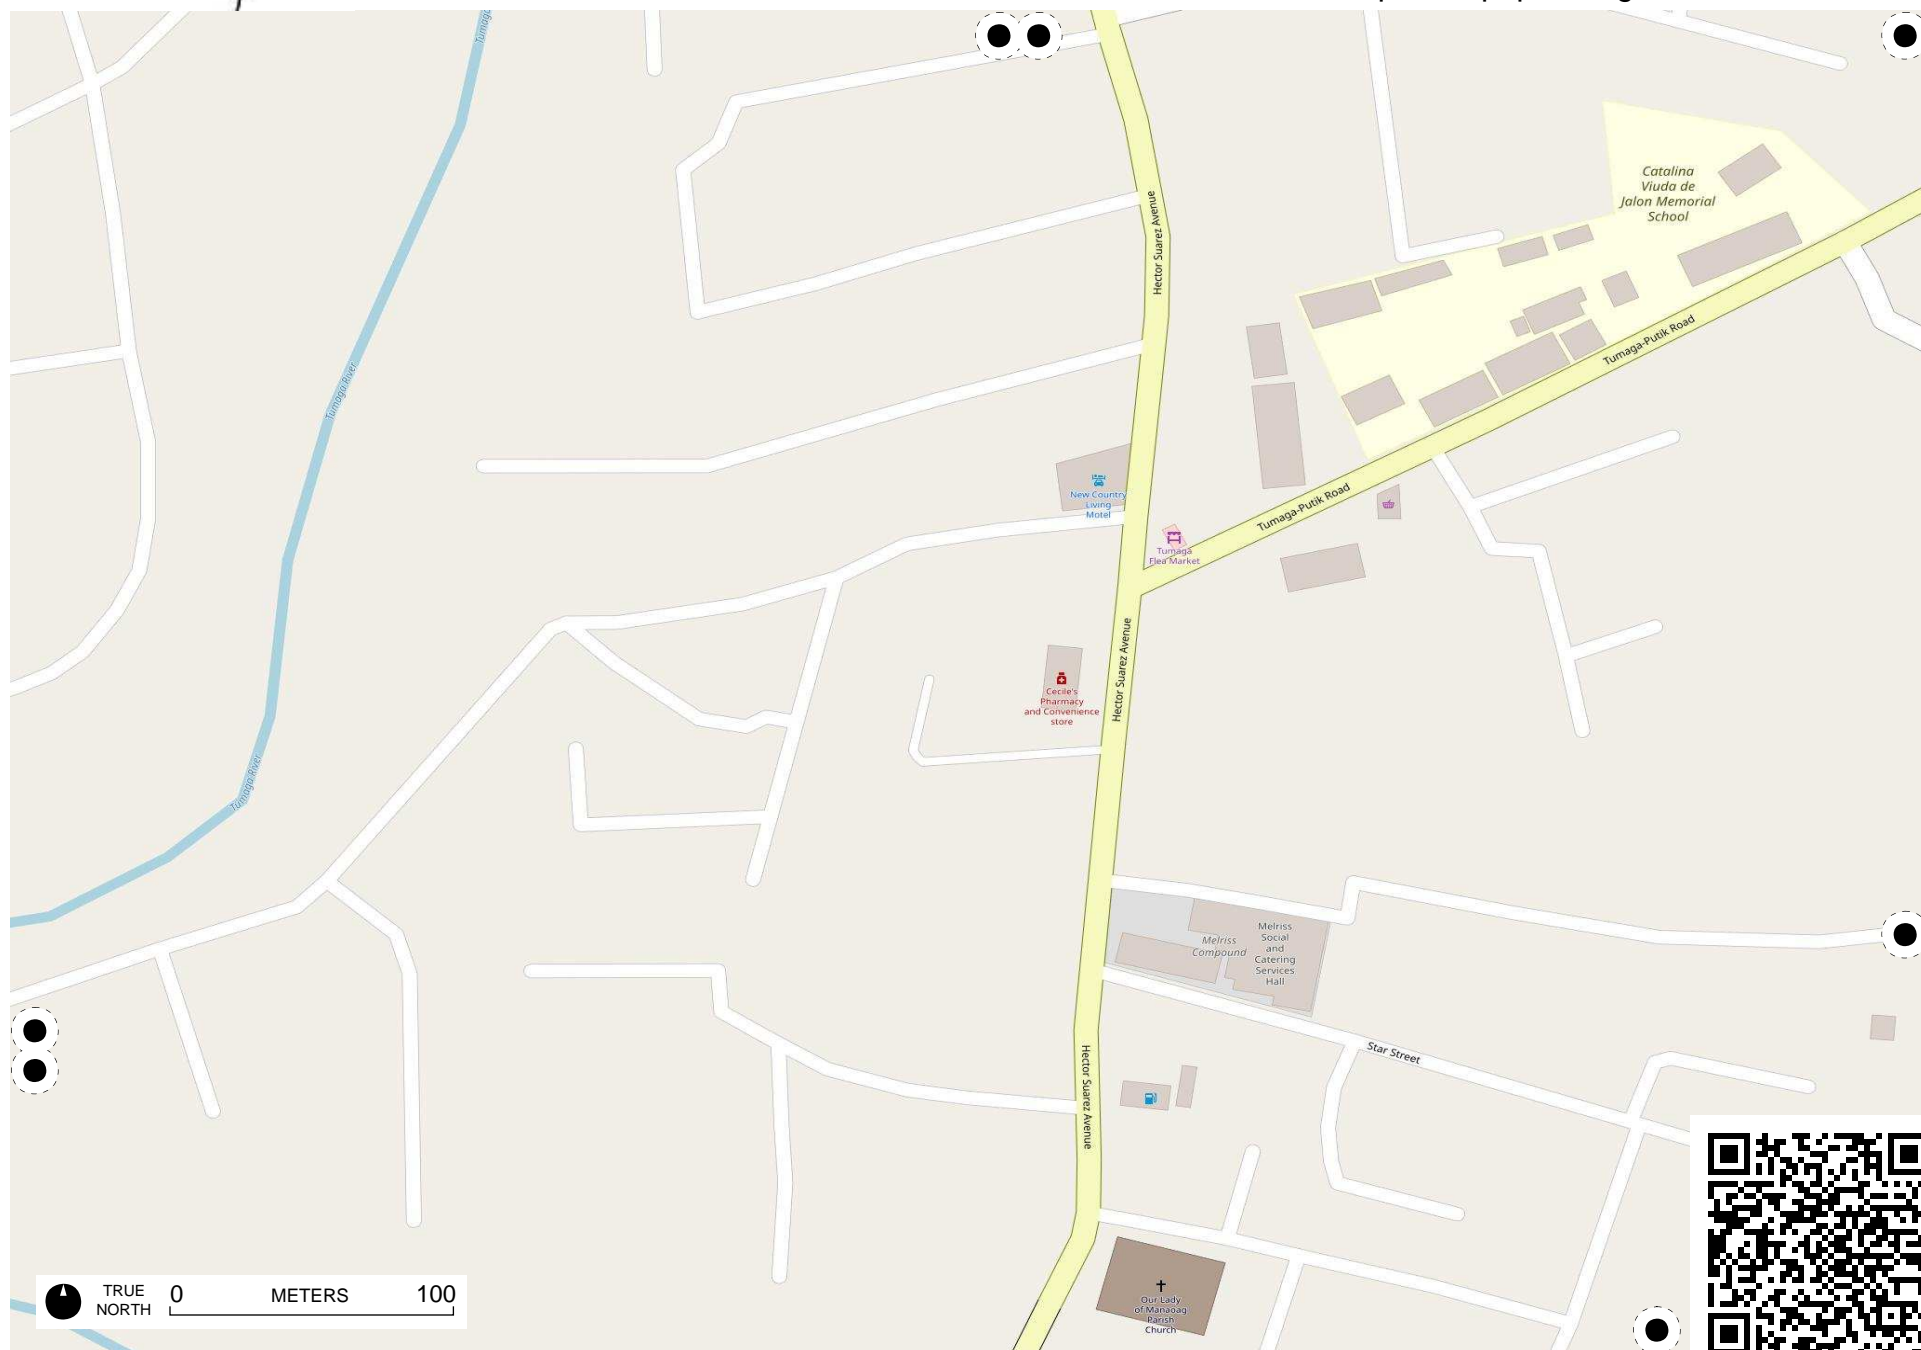 Catalina
Viuda de
Jalon Memorial
School
Hector Suarez Avenue
Tumaga-Putik Road
Tumaga River
New Country
Living
Motel
Tumaga-Putik Road
Tumaga
Flea Market
Hector Suarez Avenue
Cecile's
Pharmacy
and Convenience
store
Tumaga River
Melriss
Compound
Melriss
Social
and
Catering
Services
Hall
Star Street
Hector Suarez Avenue
TRUE
NORTH
0 METERS 100
Our Lady
of Manaoag
Parish
Church